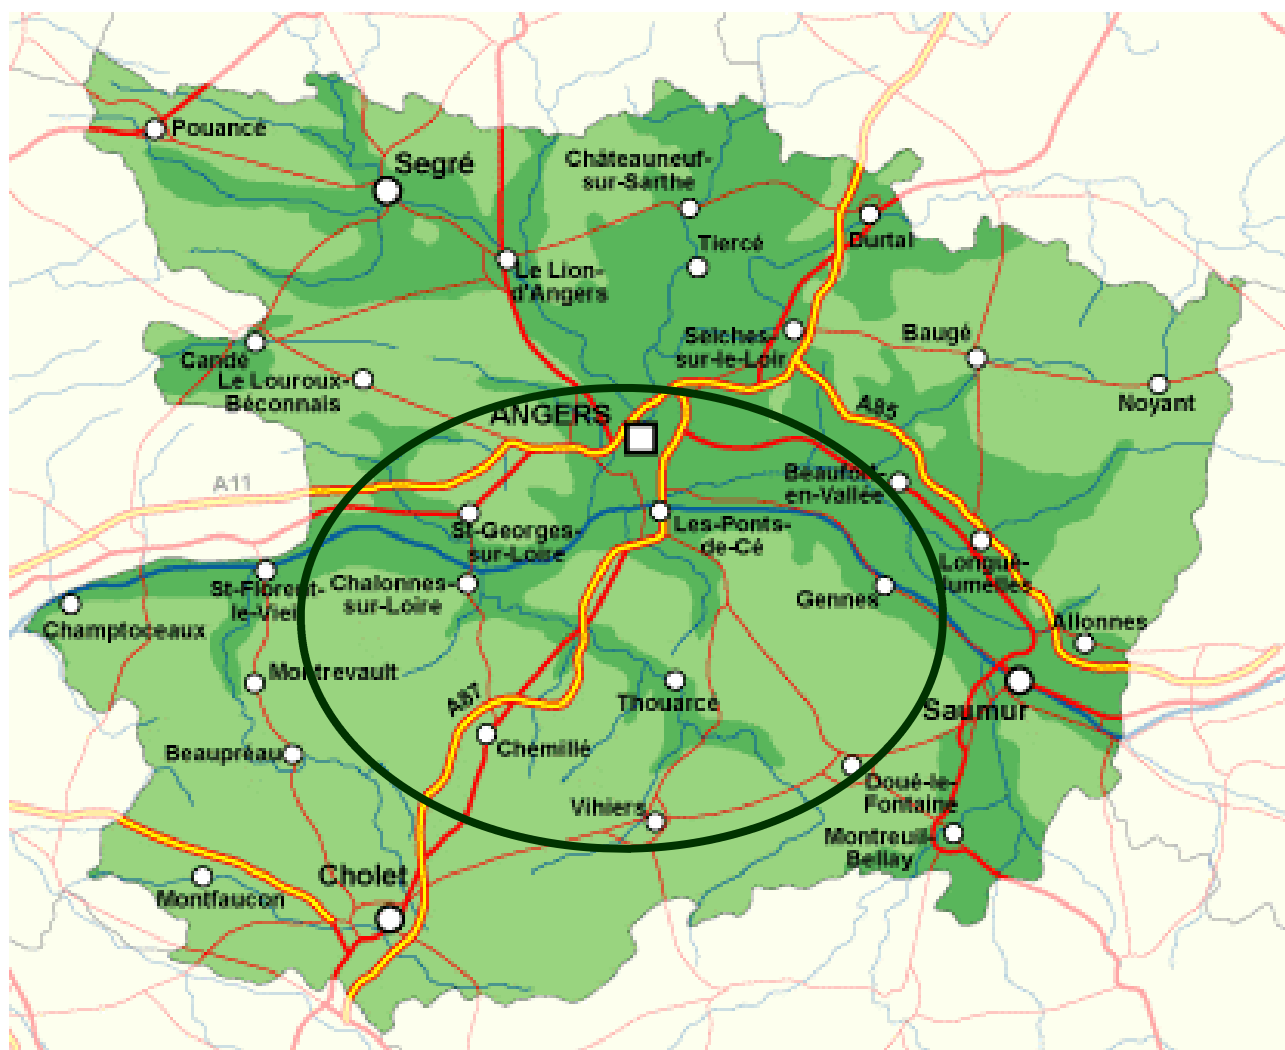 Pouancé
Segré
Châteauneuf-
sur-Sarthe
Tiercé
Durtal
Le Lion-
d'Angers
Seiches-
sur-le-Loir
Baugé
Candé
Le Louroux-
Béconnais
Noyant
ANGERS
A85
A11
Beaufort-
en-Vallée
St-Georges-
sur-Loire
Les-Ponts-
de-Cé
Longué-
Jumelles
St-Florent-
le-Vieil
Chalonnes-
sur-Loire
Gennes
Champtoceaux
Allonnes
Montrevault
A87
Thouarcé
Saumur
Chemillé
Beaupréau
Vihiers
Doué-le-
Fontaine
Montreuil-
Bellay
Cholet
Montfaucon